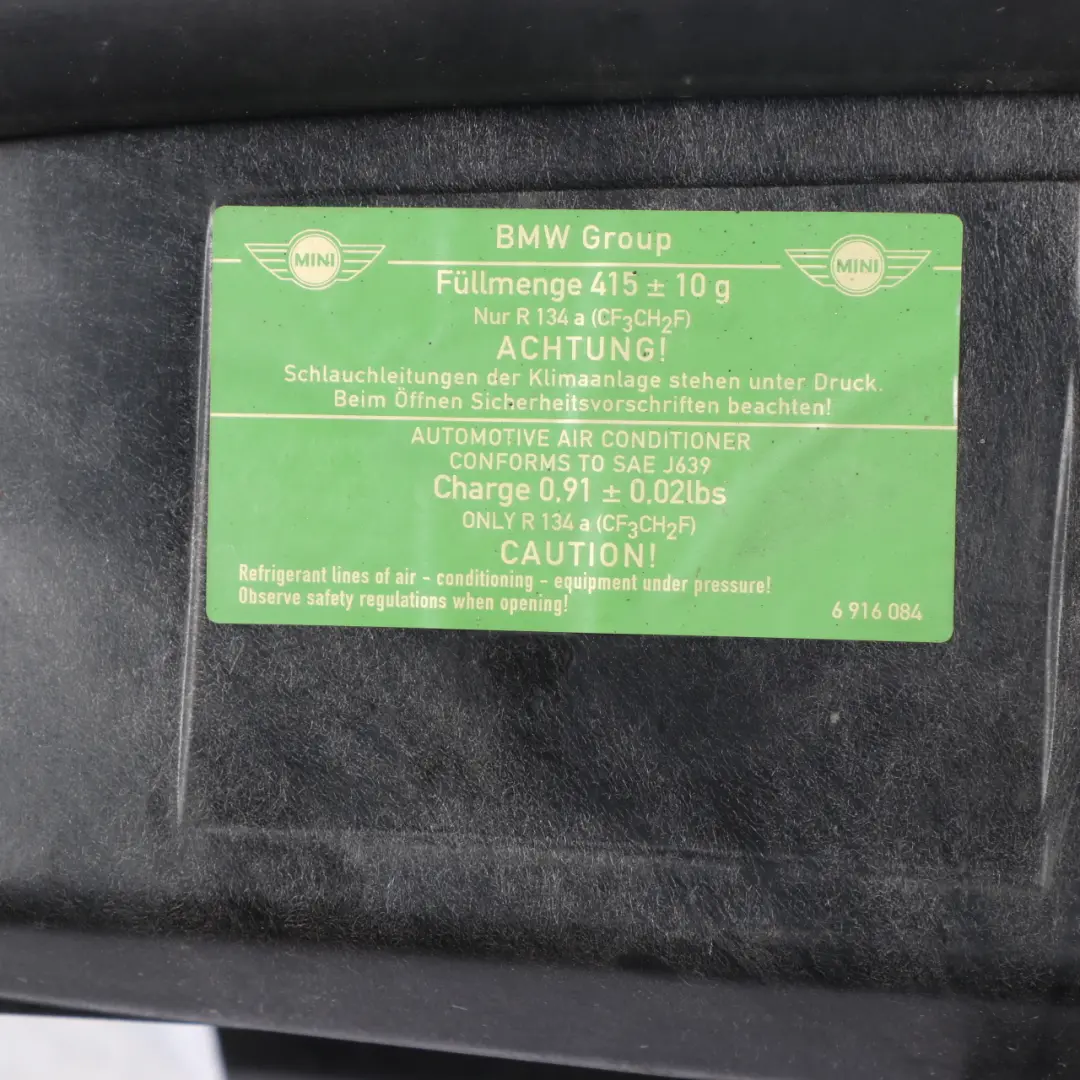 BMW Group
MINI
MINI
Füllmenge 415 ± 10 g
Nur R 134 a (CF₃CH₂F)
ACHTUNG!
Schlauchleitungen der Klimaanlage stehen unter Druck.
Beim Öffnen Sicherheitsvorschriften beachten!
AUTOMOTIVE AIR CONDITIONER
CONFORMS TO SAE J639
Charge 0,91 ± 0,02lbs
ONLY R 134 a (CF₃CH₂F)
CAUTION!
Refrigerant lines of air - conditioning - equipment under pressure!
Observe safety regulations when opening!
6 916 084